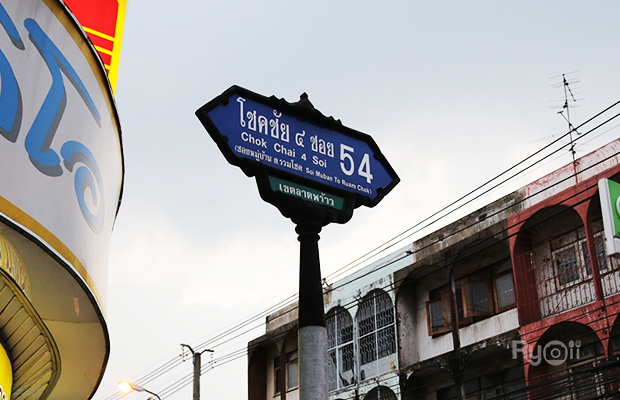 โชคชัย ๔ ซอย 54
Chok Chai 4 Soi
(ซอยหมู่บ้าน ต.รวมโชค Soi Muban To Ruam Chok)
เขตลาดพร้าว
Ryoii